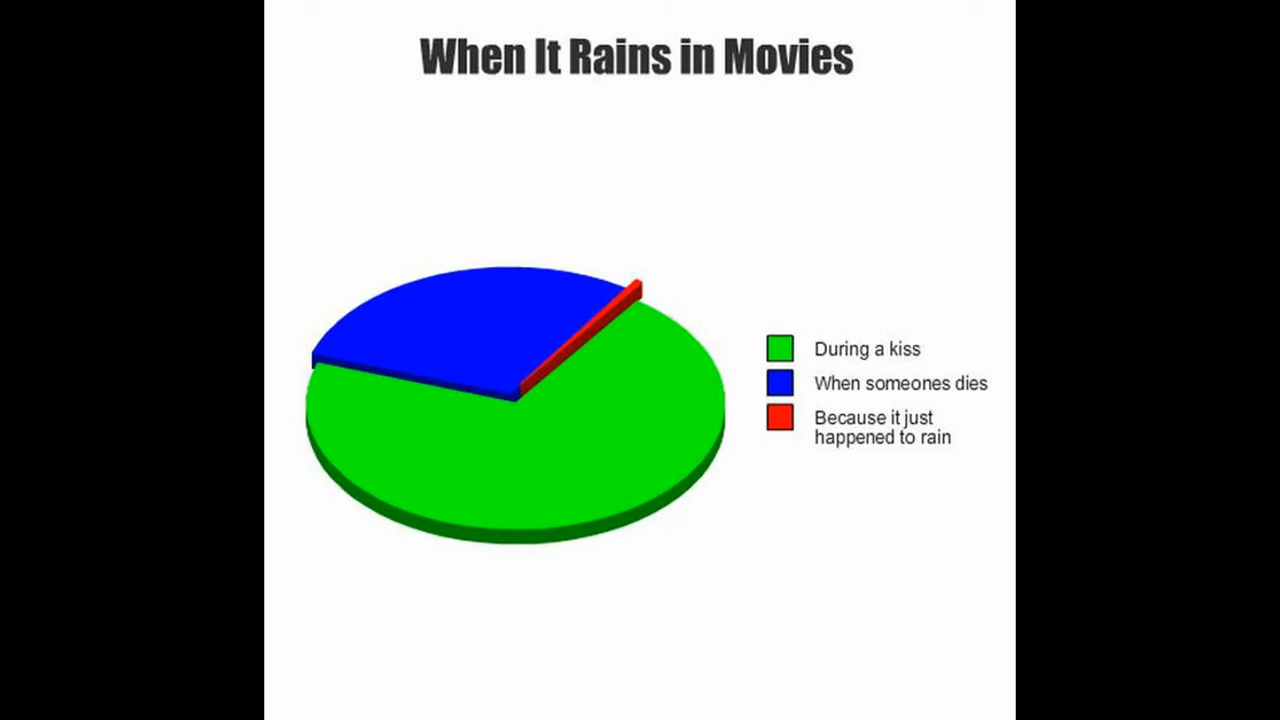 When It Rains in Movies
During a kiss
When someones dies
Because it just
happened to rain